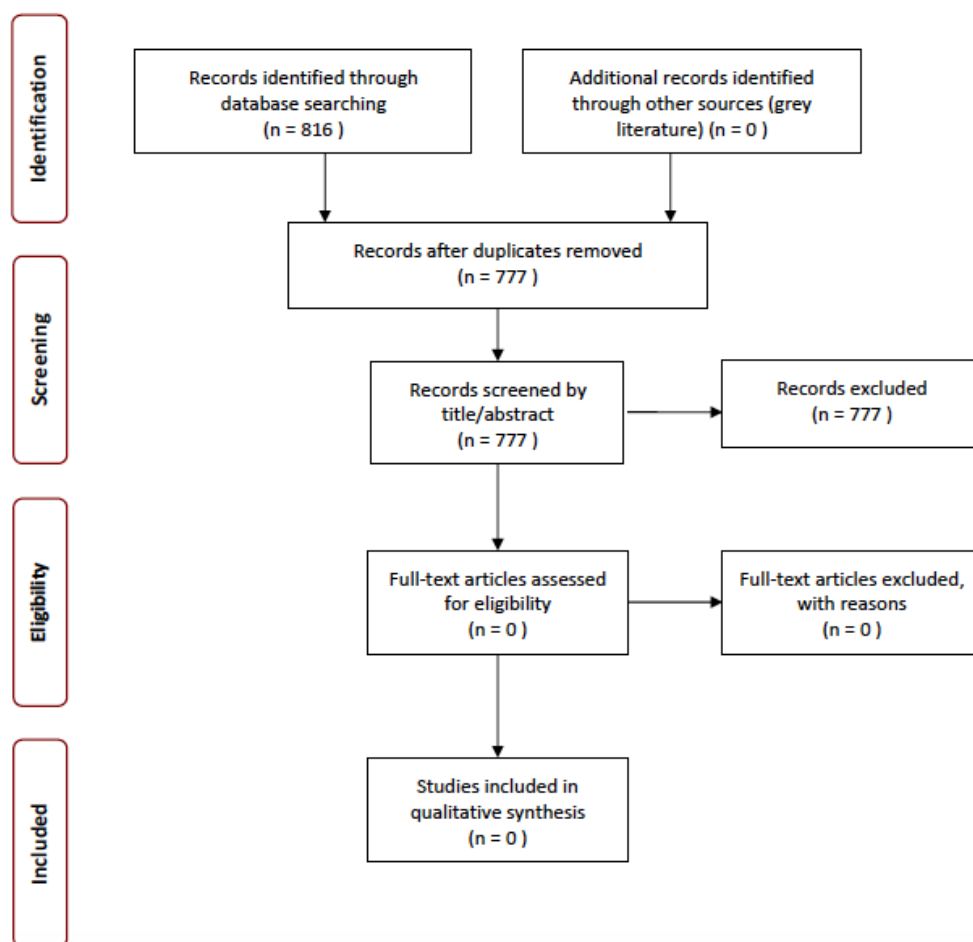 Identification
Records identified through
database searching
(n = 816 )
Additional records identified
through other sources (grey
literature) (n = 0 )
Records after duplicates removed
(n = 777 )
Screening
Records screened by
title/abstract
(n = 777 )
Records excluded
(n = 777 )
Eligibility
Full-text articles assessed
for eligibility
(n = 0 )
Full-text articles excluded,
with reasons
(n = 0 )
Included
Studies included in
qualitative synthesis
(n = 0 )